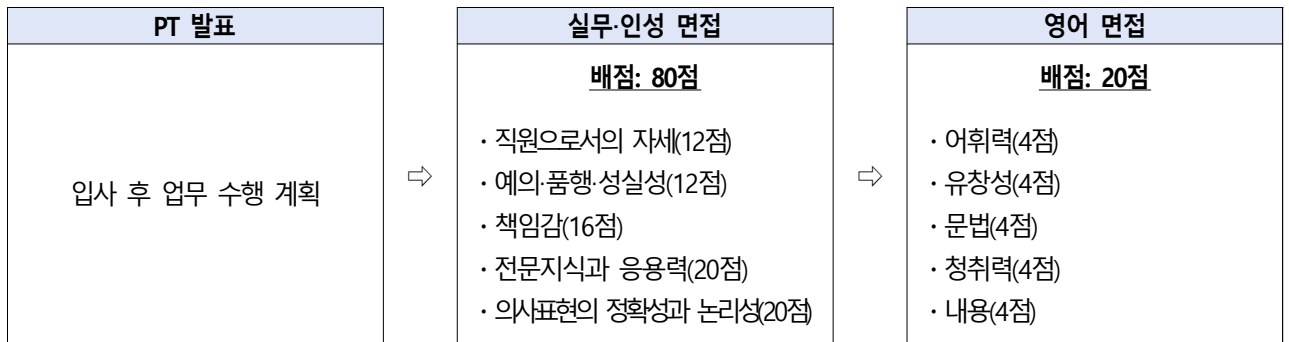 PT 발표
입사 후 업무 수행 계획
⇨
실무·인성 면접
배점: 80점
· 직원으로서의 자세(12점)
· 예의·품행·성실성(12점)
· 책임감(16점)
· 전문지식과 응용력(20점)
· 의사표현의 정확성과 논리성(20점)
⇨
영어 면접
배점: 20점
· 어휘력(4점)
· 유창성(4점)
· 문법(4점)
· 청취력(4점)
· 내용(4점)